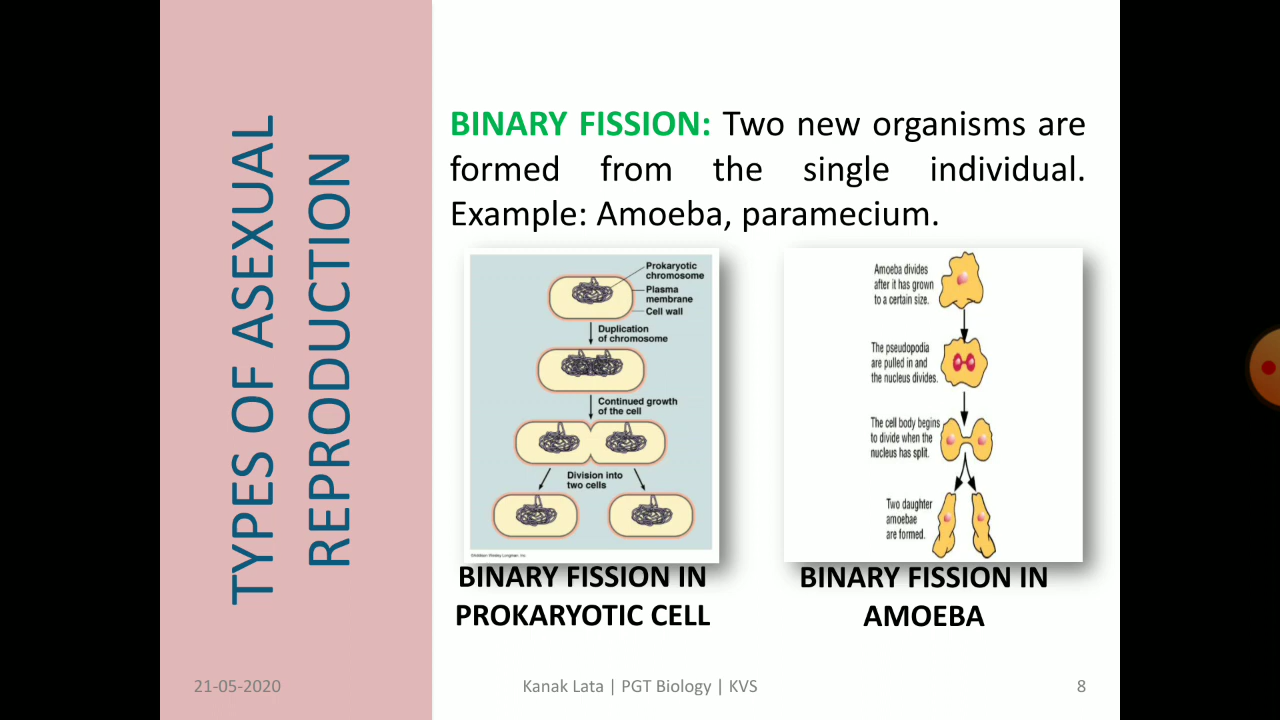 TYPES OF ASEXUAL
REPRODUCTION
BINARY FISSION: Two new organisms are
formed from the single individual.
Example: Amoeba, paramecium.
Prokaryotic
chromosome
Plasma
membrane
Cell wall
Duplication
of chromosome
Continued growth
of the cell
Division into
two cells
©Addison Wesley Longman, Inc.
BINARY FISSION IN
PROKARYOTIC CELL
Amoeba divides
after it has grown
to a certain size.
The pseudopodia
are pulled in and
the nucleus divides.
The cell body begins
to divide when the
nucleus has split.
Two daughter
amoebae
are formed.
BINARY FISSION IN
AMOEBA
21-05-2020
Kanak Lata | PGT Biology | KVS
8